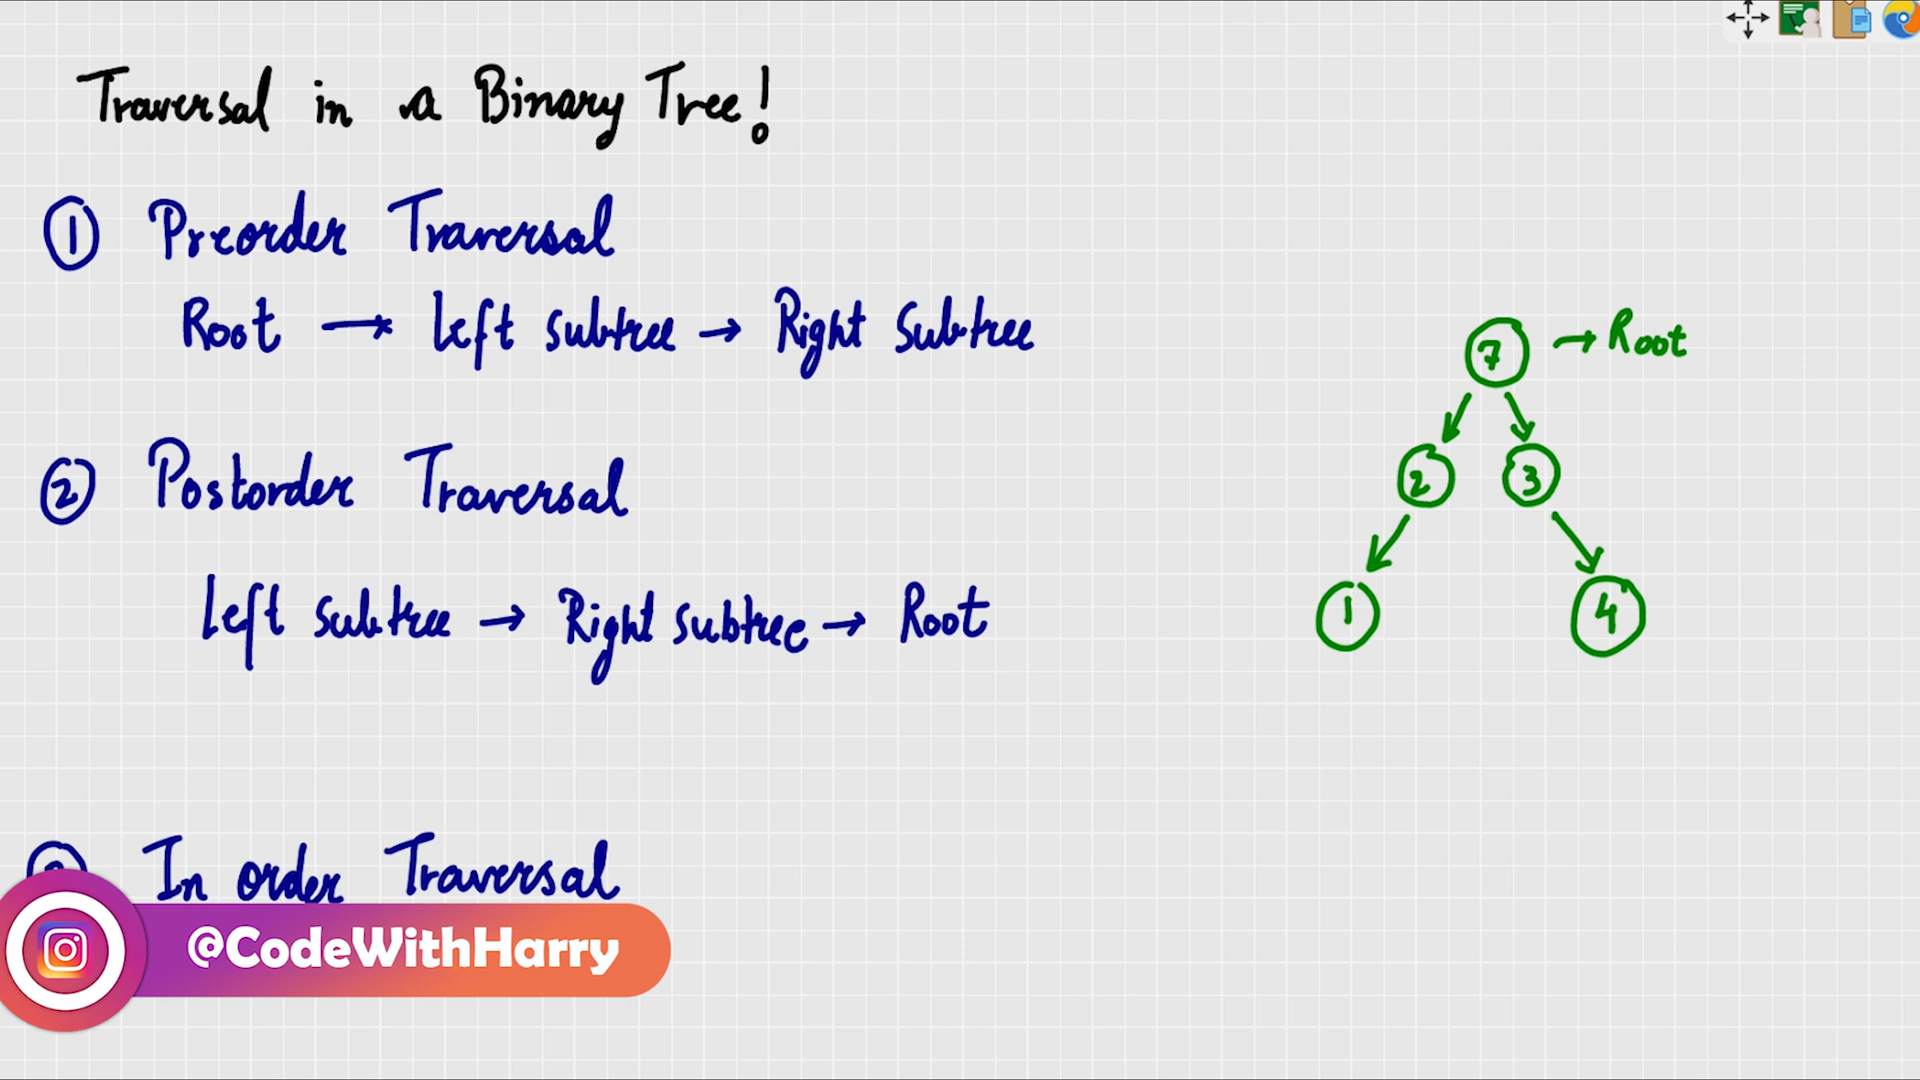 Traversal in a Binary Tree!
1 Preorder Traversal
Root → Left subtree → Right Subtree
→ Root
7
2 3
2 Postorder Traversal
Left subtree → Right subtree → Root
1 4
In order Traversal
@CodeWithHarry